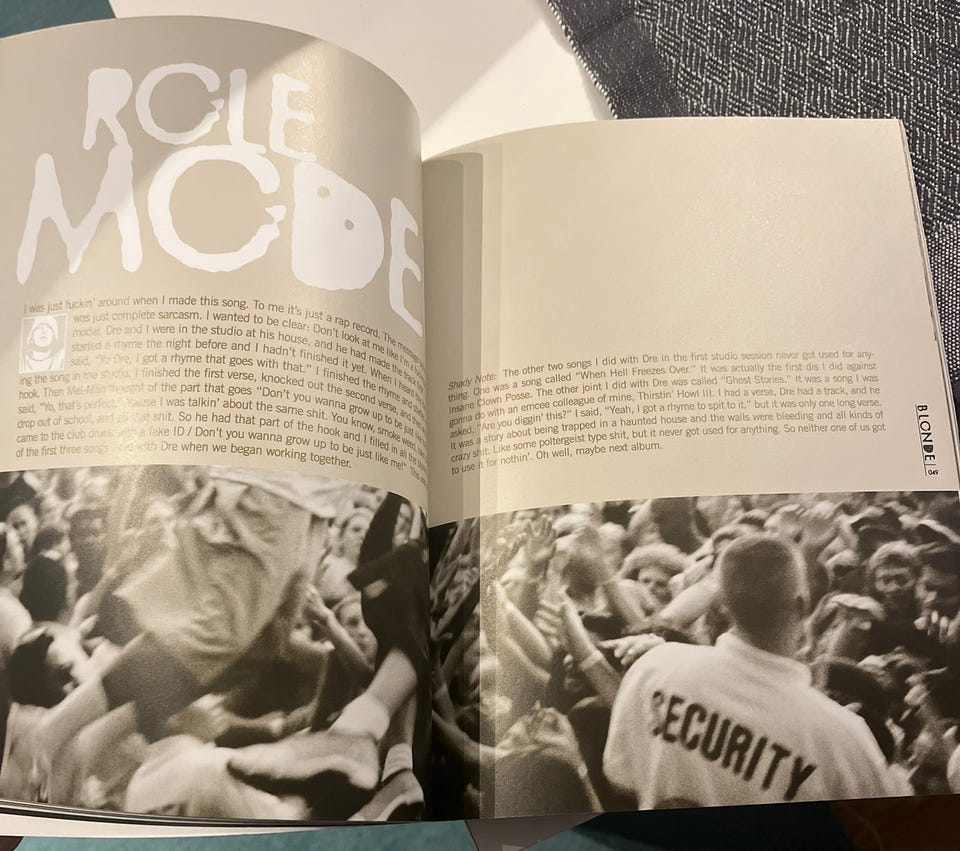 ROLE
MODE
I was just fuckin' around when I made this song. To me it's just a rap record. The message
was just complete sarcasm. I wanted to be clear: Don't look at me like I'm a
model. Dre and I were in the studio at his house, and he had made the track
started a rhyme the night before and I hadn't finished it yet. When I heard the
said, "Yo Dre, I got a rhyme that goes with that." I finished the rhyme and started
ing the song in the studio. I finished the first verse, knocked out the second verse, and
hook. Then Mel-Man thought of the part that goes "Don't you wanna grow up to be just like
said, "Yo, that's perfect," 'cause I was talkin' about the same shit. You know, smoke weed, take
drop out of school, and all that shit. So he had that part of the hook and I filled in all the
came to the club drunk with a fake ID / Don't you wanna grow up to be just like me!" This was
of the first three songs I did with Dre when we began working together.
Shady Note: The other two songs I did with Dre in the first studio session never got used for any-
thing. One was a song called "When Hell Freezes Over." It was actually the first dis I did against
Insane Clown Posse. The other joint I did with Dre was called "Ghost Stories." It was a song I was
gonna do with an emcee colleague of mine, Thirstin' Howl III. I had a verse, Dre had a track, and he
asked, "Are you diggin' this?" I said, "Yeah, I got a rhyme to spit to it," but it was only one long verse.
It was a story about being trapped in a haunted house and the walls were bleeding and all kinds of
crazy shit. Like some poltergeist type shit, but it never got used for anything. So neither one of us got
to use it for nothin'. Oh well, maybe next album.
BLONDE
049
SECURITY